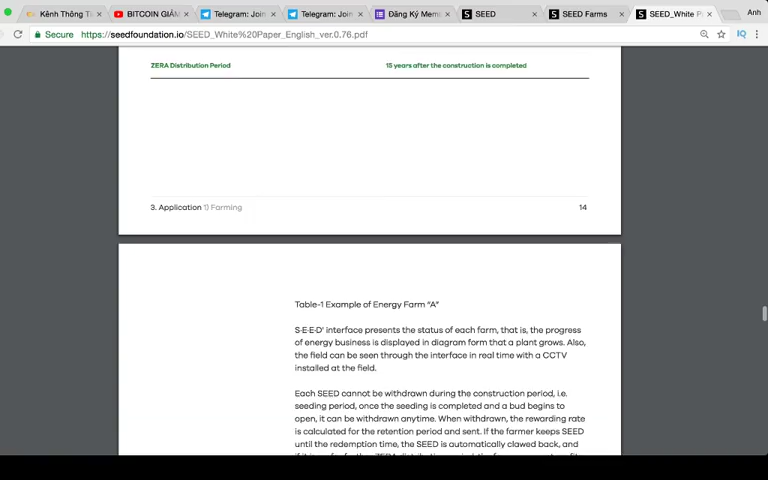 Kênh Thông T
BITCOIN GIẢM
Telegram: Join
Telegram: Join
Đăng Ký Mem
SEED
SEED Farms
SEED_White P
Anh
Secure https://seedfoundation.io/SEED_White%20Paper_English_ver.0.76.pdf
ZERA Distribution Period
15 years after the construction is completed
3. Application 1) Farming
14
Table-1 Example of Energy Farm "A"
S·E·E·D' interface presents the status of each farm, that is, the progress
of energy business is displayed in diagram form that a plant grows. Also,
the field can be seen through the interface in real time with a CCTV
installed at the field.
Each SEED cannot be withdrawn during the construction period, i.e.
seeding period, once the seeding is completed and a bud begins to
open, it can be withdrawn anytime. When withdrawn, the rewarding rate
is calculated for the retention period and sent. If the farmer keeps SEED
until the redemption time, the SEED is automatically clawed back, and